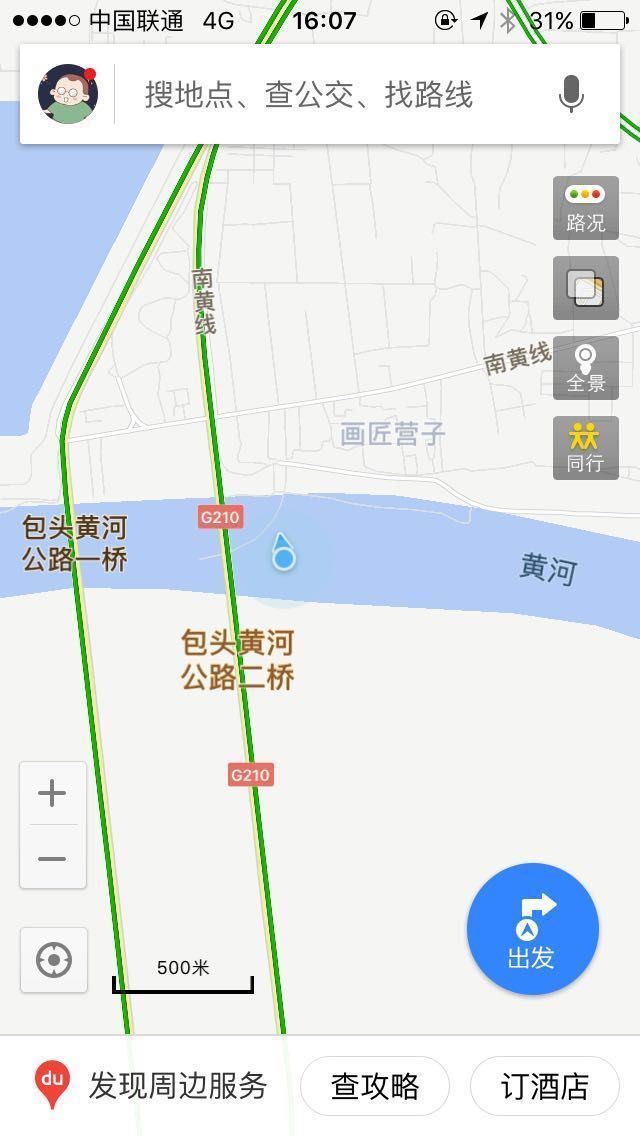 中国联通 4G 16:07 31%
搜地点、查公交、找路线
路况
南黄线
南黄线
全景
画匠营子
同行
G210
包头黄河
公路一桥
黄河
包头黄河
公路二桥
G210
500米
出发
du 发现周边服务 查攻略 订酒店